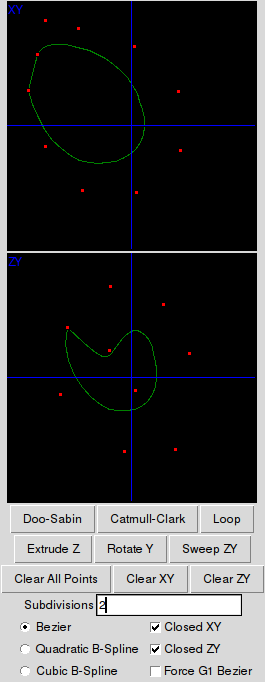 XY
ZY
Doo-Sabin Catmull-Clark Loop
Extrude Z Rotate Y Sweep ZY
Clear All Points Clear XY Clear ZY
Subdivisions 2
Bezier Closed XY
Quadratic B-Spline Closed ZY
Cubic B-Spline Force G1 Bezier